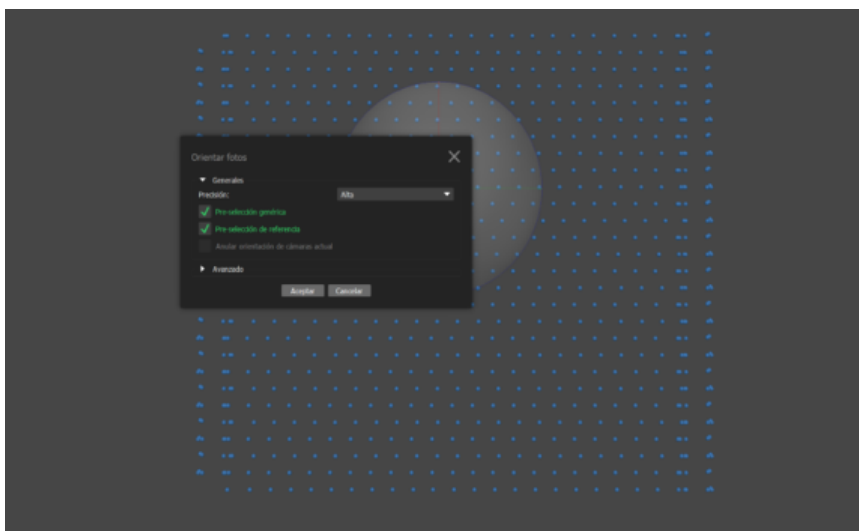 Orientar fotos
Generales
Precisión: Alta
Pre-selección genérica
Pre-selección de referencia
Anular orientación de cámaras actual
Avanzado
Aceptar Cancelar